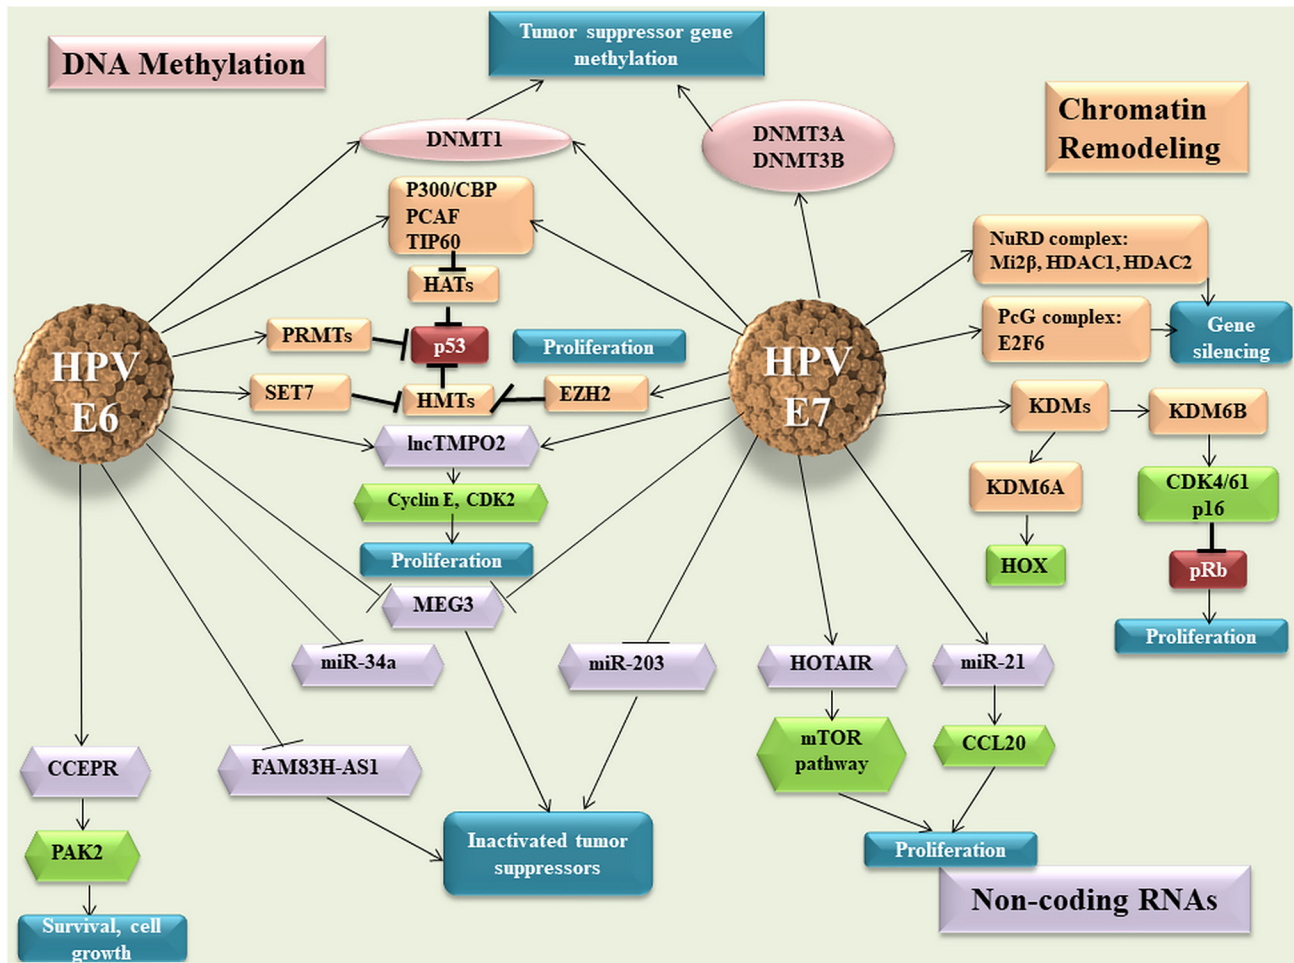 DNA Methylation
Tumor suppressor gene
methylation
Chromatin
Remodeling
DNMT1
DNMT3A
DNMT3B
P300/CBP
PCAF
TIP60
HATs
PRMTs
p53
Proliferation
SET7
HMTs
EZH2
HPV
E6
HPV
E7
NuRD complex:
Mi2β, HDAC1, HDAC2
PcG complex:
E2F6
Gene
silencing
KDMs
KDM6B
KDM6A
HOX
CDK4/61
p16
pRb
Proliferation
lncTMPO2
Cyclin E, CDK2
Proliferation
MEG3
miR-34a
miR-203
HOTAIR
miR-21
mTOR
pathway
CCL20
CCEPR
FAM83H-AS1
PAK2
Inactivated tumor
suppressors
Proliferation
Survival, cell
growth
Non-coding RNAs